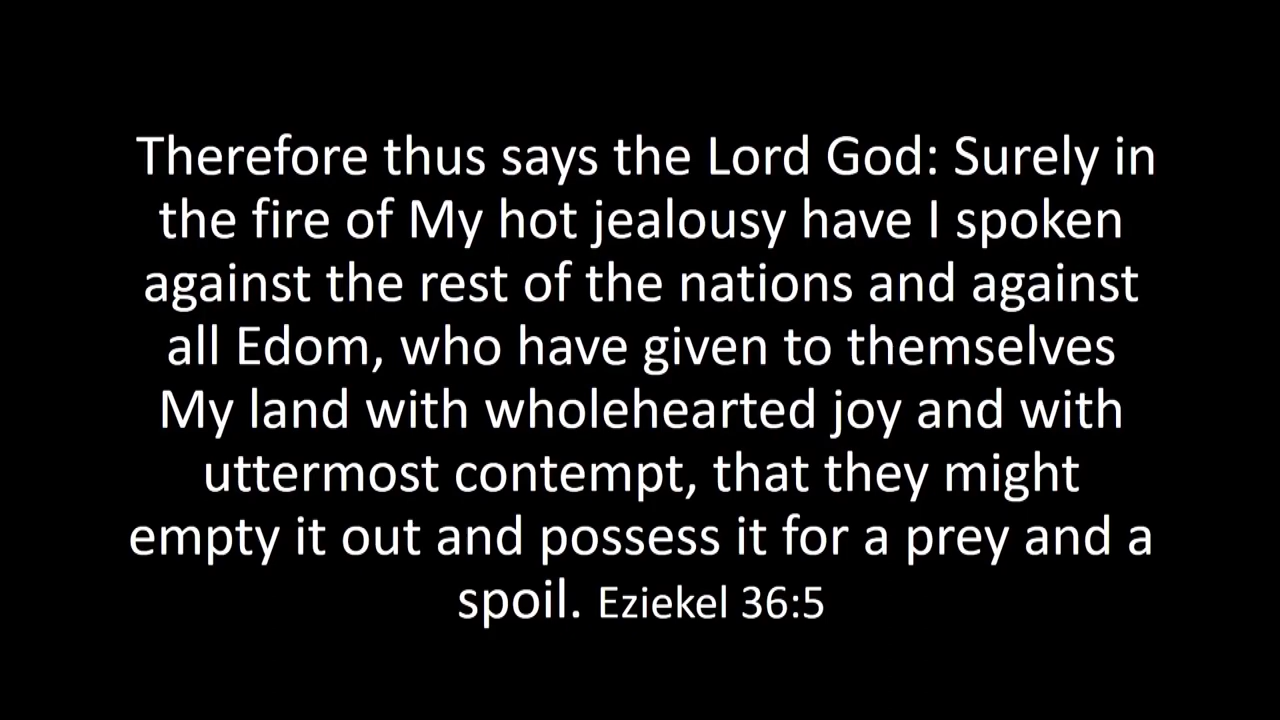 Therefore thus says the Lord God: Surely in
the fire of My hot jealousy have I spoken
against the rest of the nations and against
all Edom, who have given to themselves
My land with wholehearted joy and with
uttermost contempt, that they might
empty it out and possess it for a prey and a
spoil. Eziekel 36:5